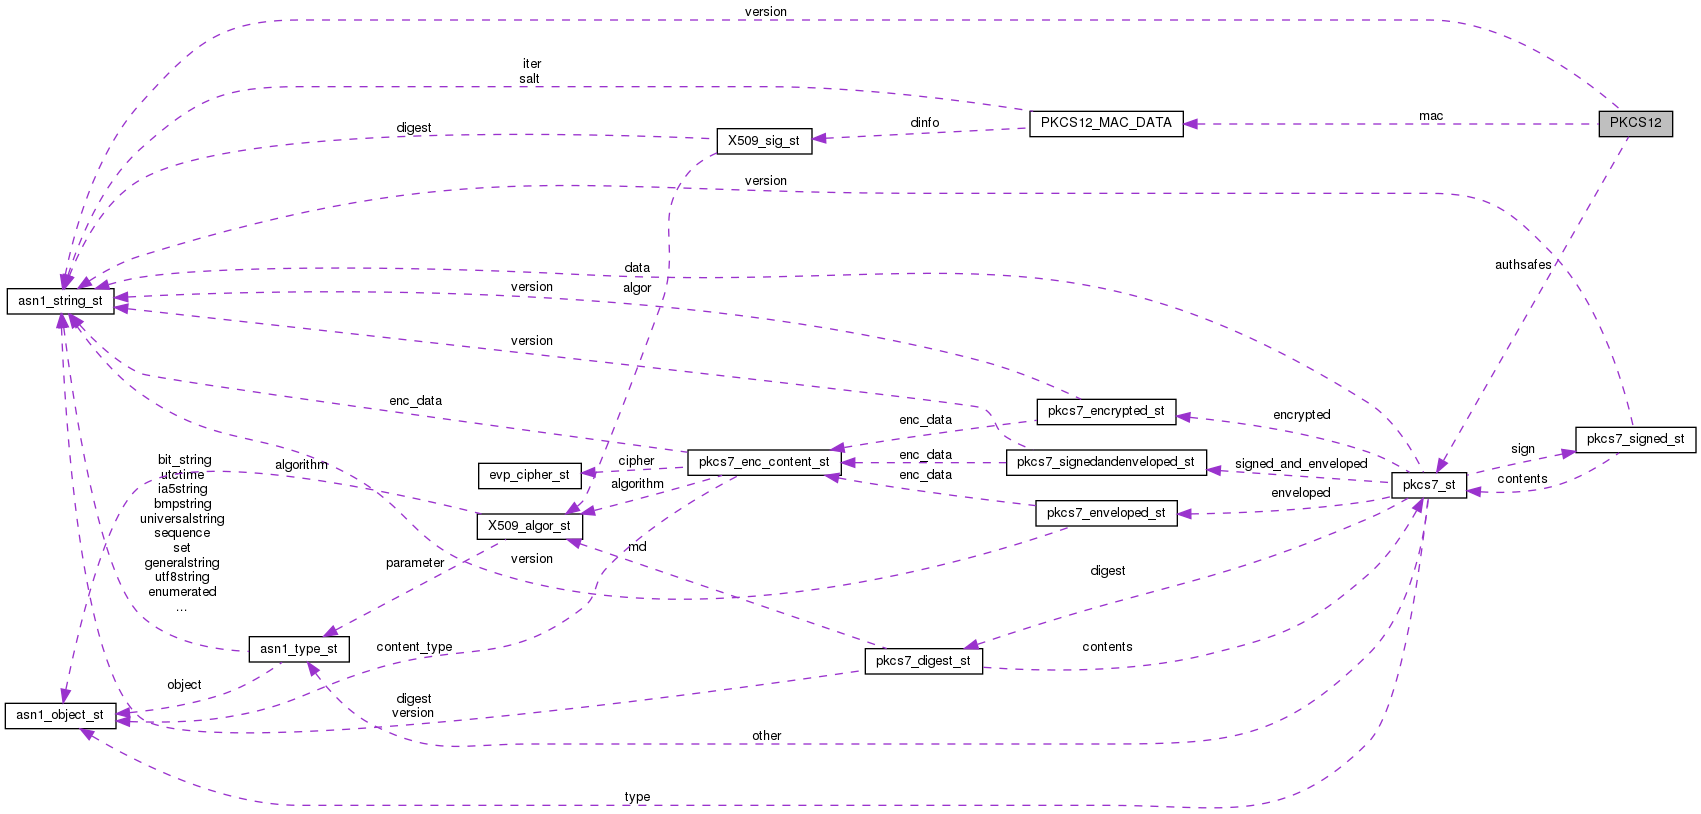 version
iter
salt
digest
X509_sig_st
dinfo
PKCS12_MAC_DATA
mac
PKCS12
version
authsafes
data
algor
version
asn1_string_st
version
enc_data
enc_data
pkcs7_encrypted_st
encrypted
sign
pkcs7_signed_st
contents
bit_string
utctime
ia5string
bmpstring
universalstring
sequence
set
generalstring
utf8string
enumerated
...
algorithm
evp_cipher_st
cipher
algorithm
pkcs7_enc_content_st
enc_data
enc_data
pkcs7_signedandenveloped_st
signed_and_enveloped
enveloped
pkcs7_st
pkcs7_enveloped_st
X509_algor_st
parameter
version
md
digest
asn1_type_st
content_type
pkcs7_digest_st
contents
object
asn1_object_st
digest
version
other
type